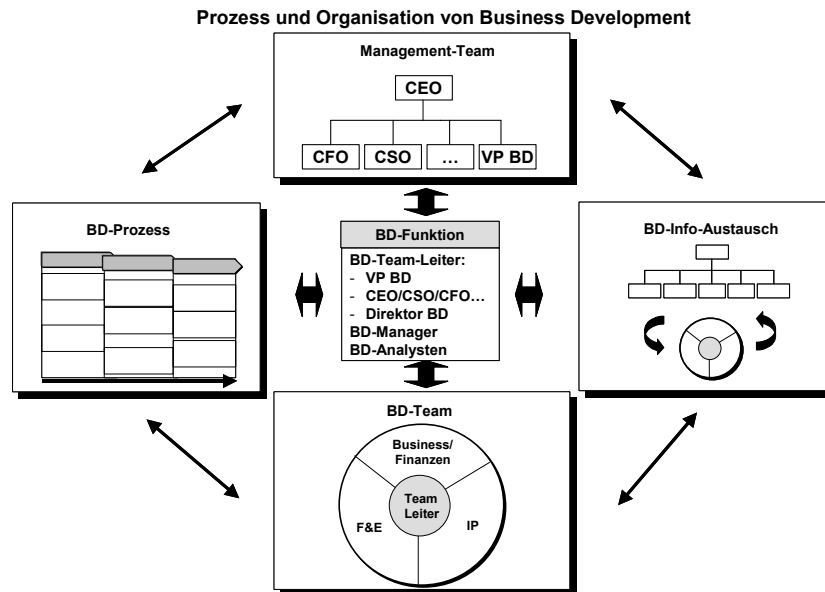 Prozess und Organisation von Business Development
Management-Team
CEO
CFO
CSO
...
VP BD
BD-Prozess
BD-Funktion
BD-Team-Leiter:
- VP BD
- CEO/CSO/CFO...
- Direktor BD
BD-Manager
BD-Analysten
BD-Info-Austausch
BD-Team
Business/
Finanzen
Team
Leiter
F&E
IP